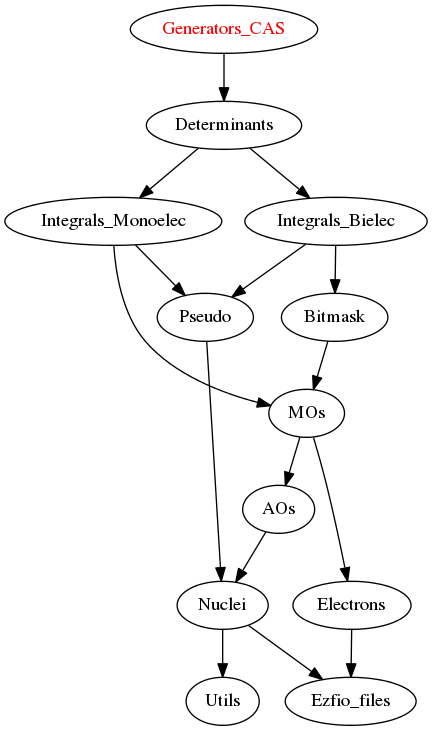 Generators_CAS
Determinants
Integrals_Monoelec
Integrals_Bielec
Pseudo
Bitmask
MOs
AOs
Nuclei
Electrons
Utils
Ezfio_files